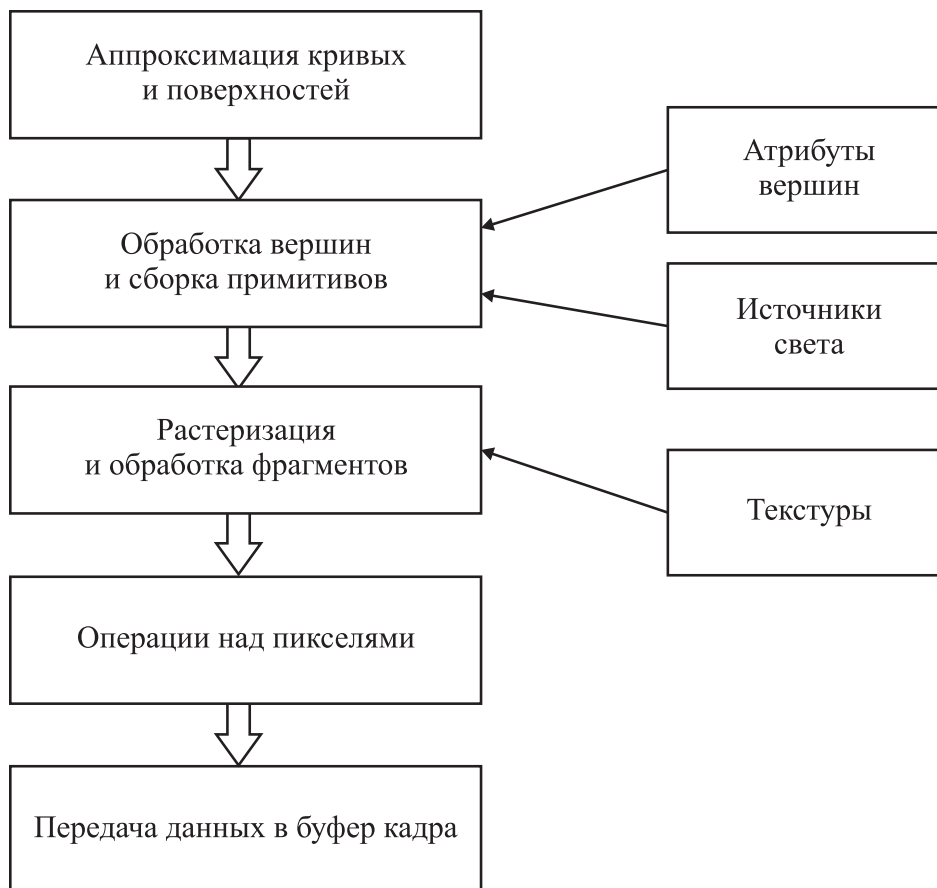 Аппроксимация кривых
и поверхностей
Атрибуты
вершин
Обработка вершин
и сборка примитивов
Источники
света
Растеризация
и обработка фрагментов
Текстуры
Операции над пикселями
Передача данных в буфер кадра